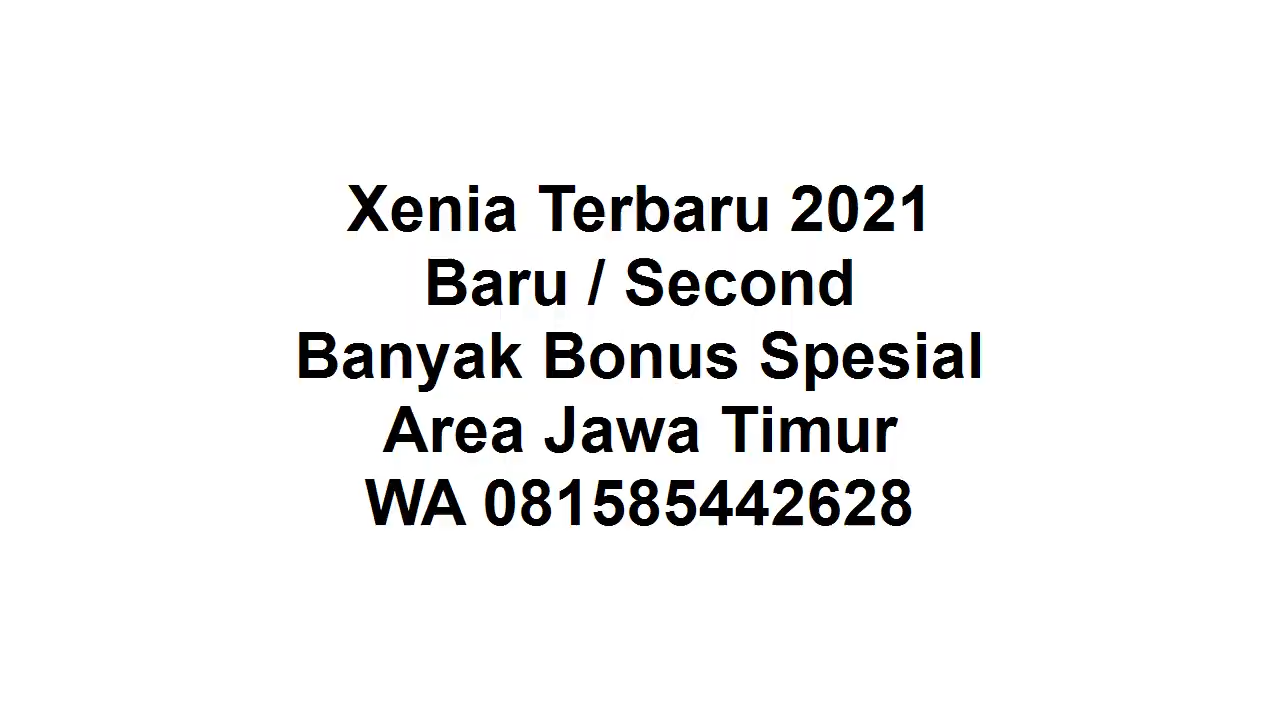 Xenia Terbaru 2021
Baru / Second
Banyak Bonus Spesial
Area Jawa Timur
WA 081585442628